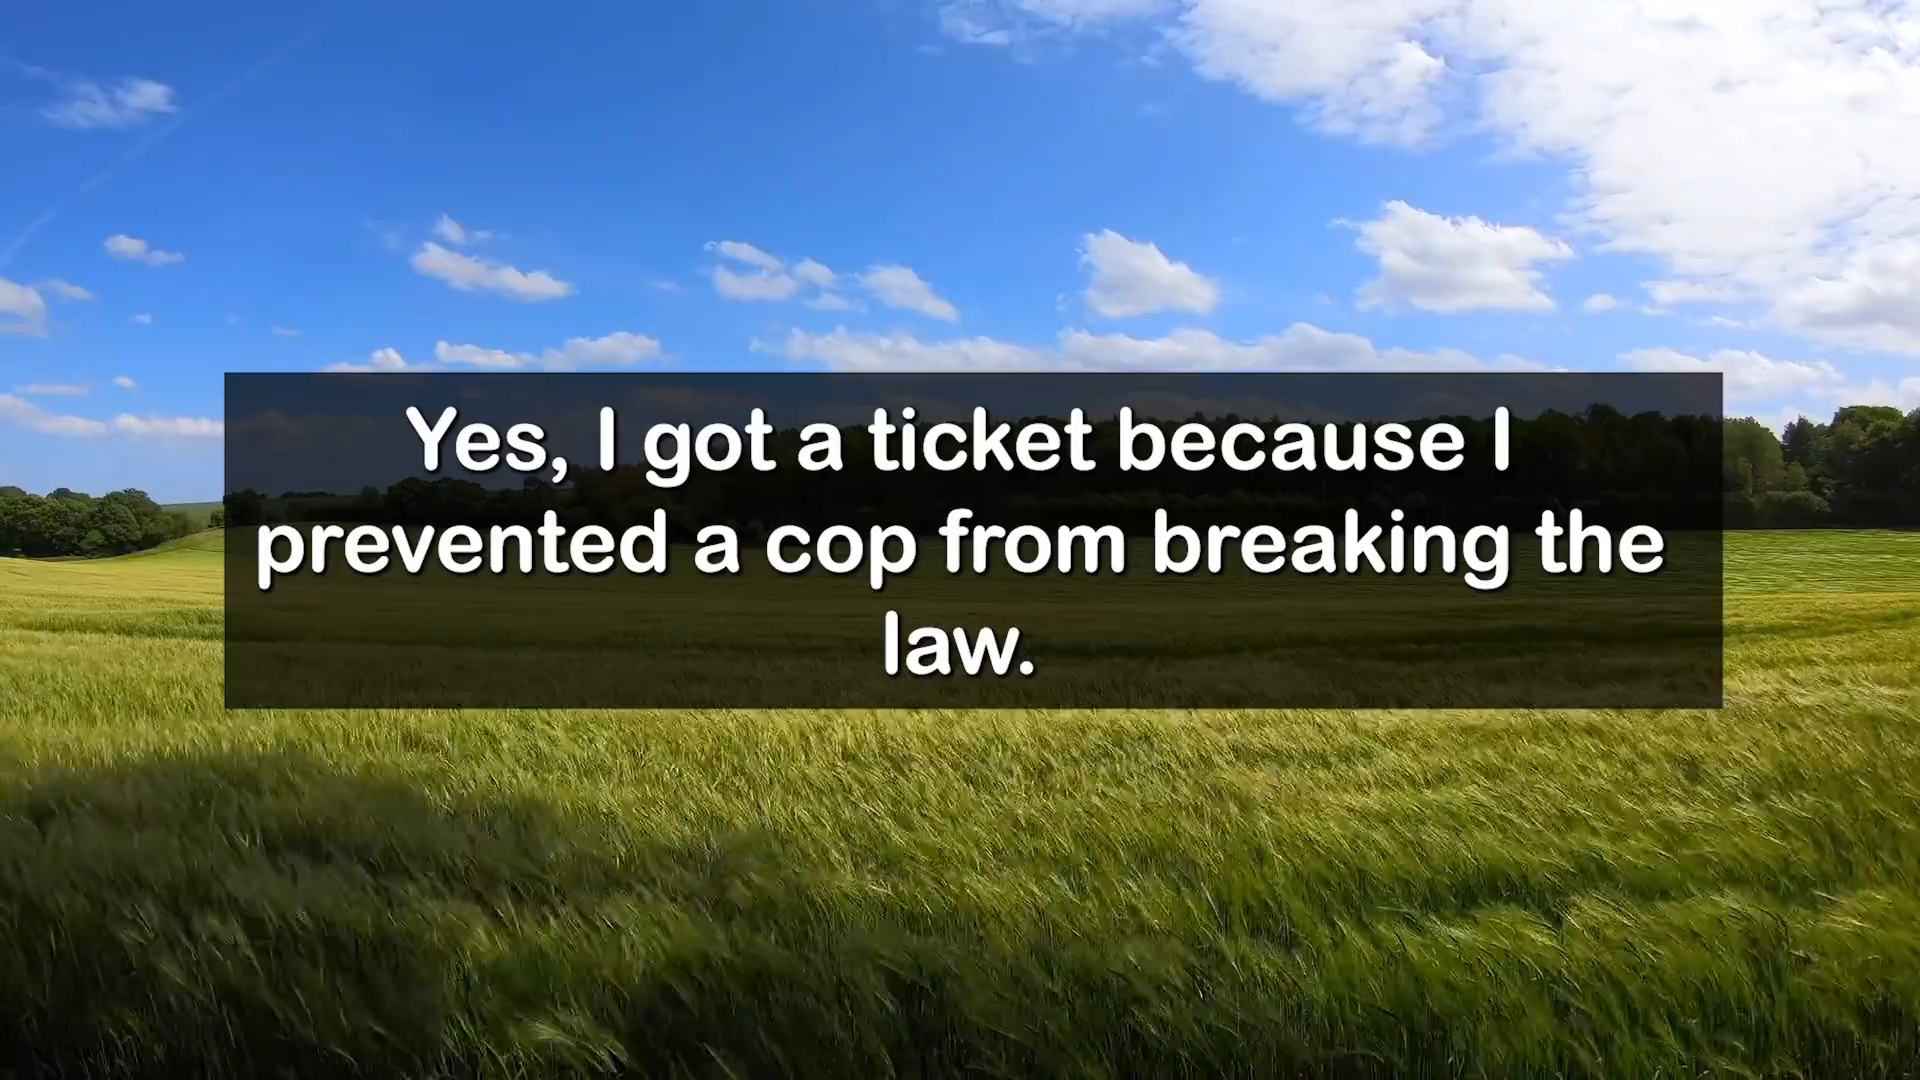 Yes, I got a ticket because I
prevented a cop from breaking the
law.